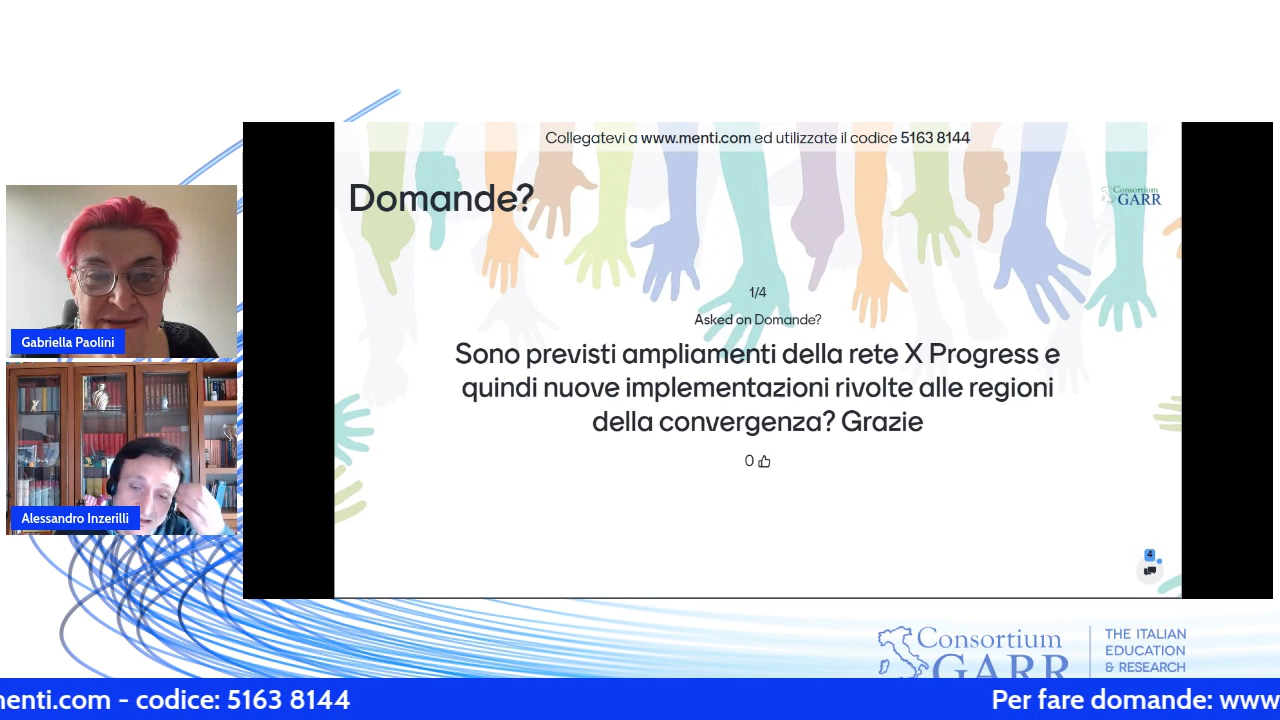 Collegatevi a www.menti.com ed utilizzate il codice 5163 8144
Domande?
Consortium
GARR
1/4
Asked on Domande?
Sono previsti ampliamenti della rete X Progress e
quindi nuove implementazioni rivolte alle regioni
della convergenza? Grazie
0
4
Gabriella Paolini
Alessandro Inzerilli
Consortium
GARR
THE ITALIAN
EDUCATION
& RESEARCH
menti.com - codice: 5163 8144
Per fare domande: www